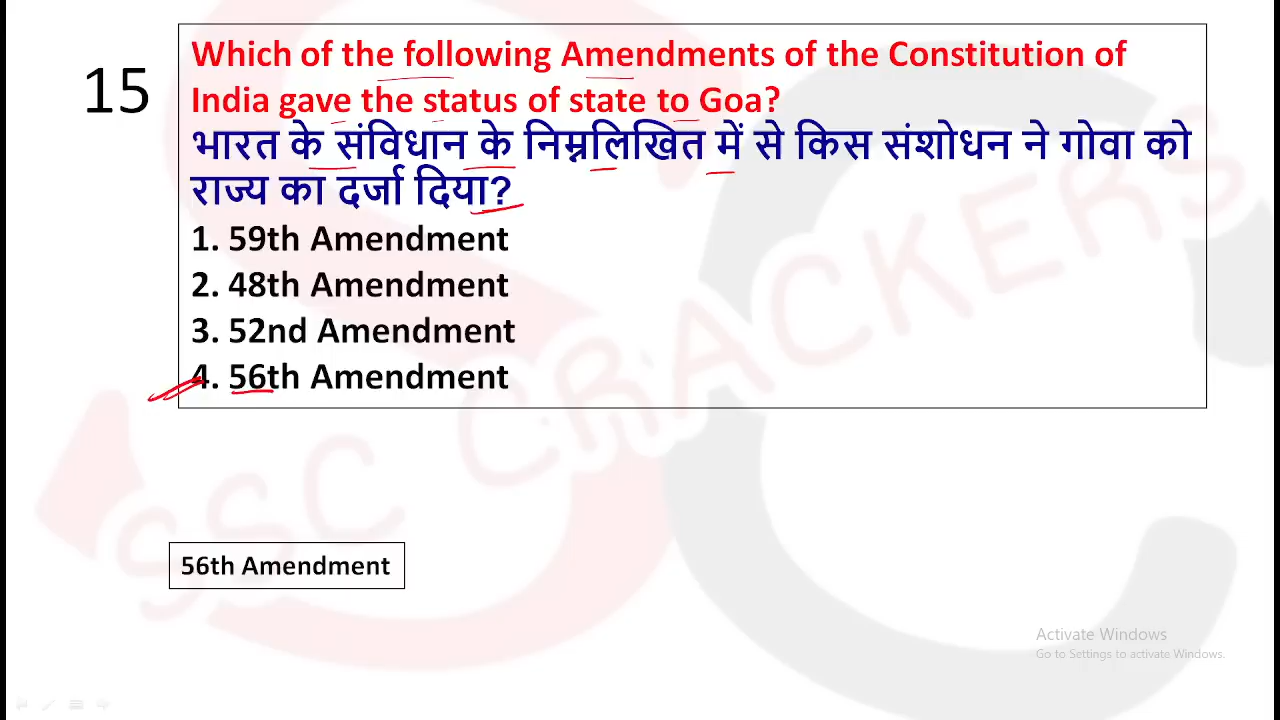 15
Which of the following Amendments of the Constitution of
India gave the status of state to Goa?
भारत के संविधान के निम्नलिखित में से किस संशोधन ने गोवा को
राज्य का दर्जा दिया?
1. 59th Amendment
2. 48th Amendment
3. 52nd Amendment
4. 56th Amendment
SSC CRACKERS
56th Amendment
Activate Windows
Go to Settings to activate Windows.